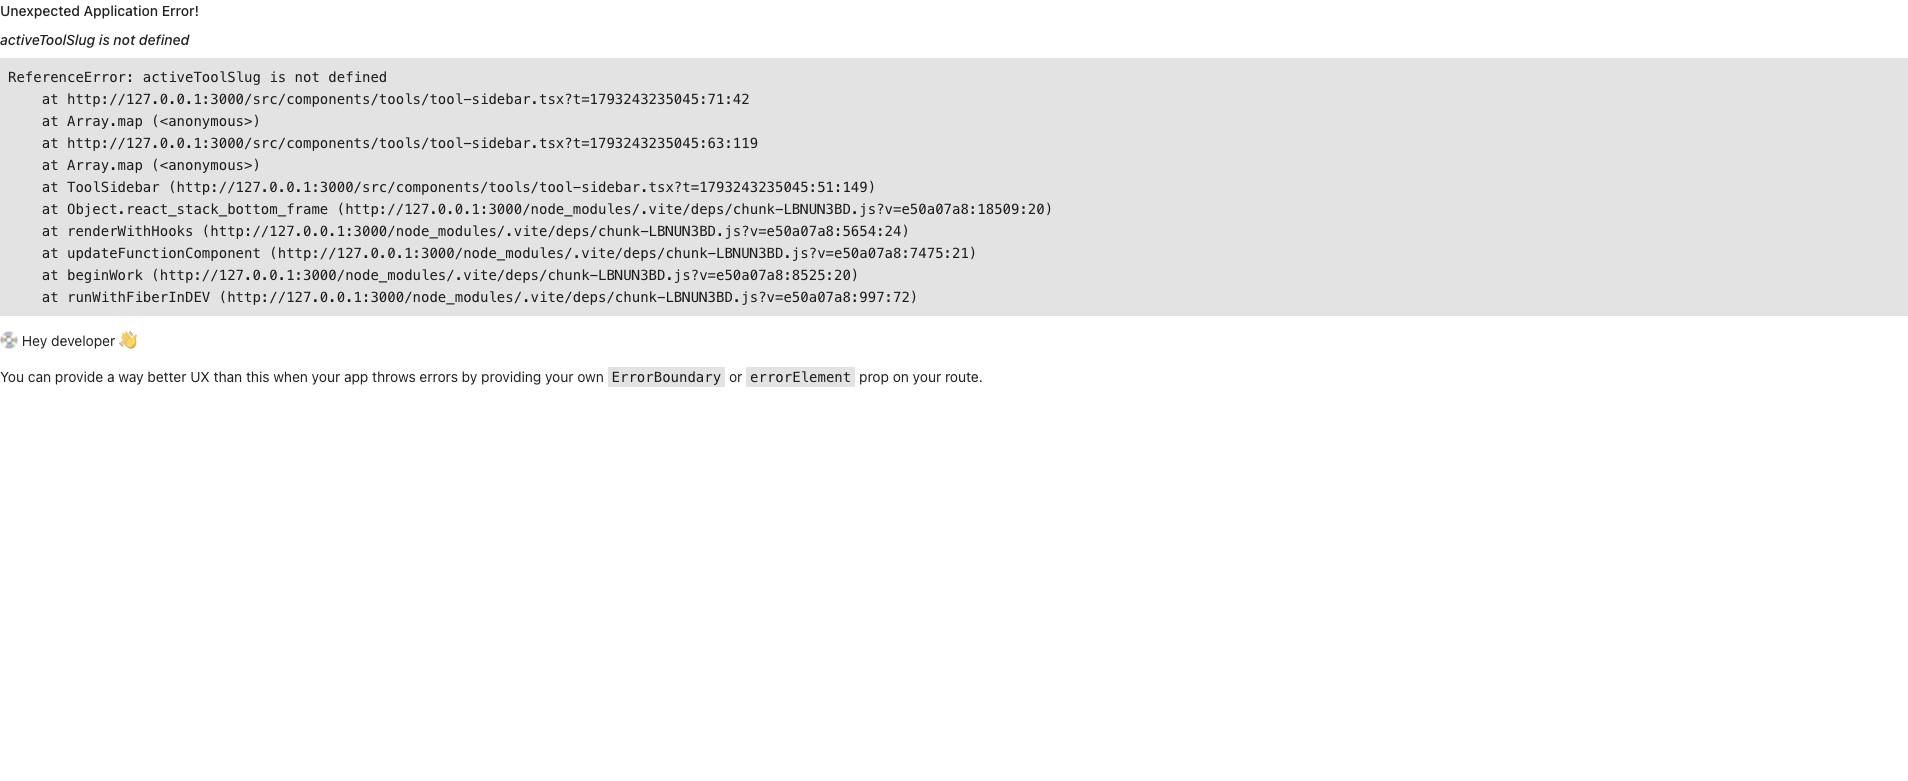 Unexpected Application Error!
activeToolSlug is not defined
ReferenceError: activeToolSlug is not defined
    at http://127.0.0.1:3000/src/components/tools/tool-sidebar.tsx?t=1793243235045:71:42
    at Array.map (<anonymous>)
    at http://127.0.0.1:3000/src/components/tools/tool-sidebar.tsx?t=1793243235045:63:119
    at Array.map (<anonymous>)
    at ToolSidebar (http://127.0.0.1:3000/src/components/tools/tool-sidebar.tsx?t=1793243235045:51:149)
    at Object.react_stack_bottom_frame (http://127.0.0.1:3000/node_modules/.vite/deps/chunk-LBNUN3BD.js?v=e50a07a8:18509:20)
    at renderWithHooks (http://127.0.0.1:3000/node_modules/.vite/deps/chunk-LBNUN3BD.js?v=e50a07a8:5654:24)
    at updateFunctionComponent (http://127.0.0.1:3000/node_modules/.vite/deps/chunk-LBNUN3BD.js?v=e50a07a8:7475:21)
    at beginWork (http://127.0.0.1:3000/node_modules/.vite/deps/chunk-LBNUN3BD.js?v=e50a07a8:8525:20)
    at runWithFiberInDEV (http://127.0.0.1:3000/node_modules/.vite/deps/chunk-LBNUN3BD.js?v=e50a07a8:997:72)
💿 Hey developer 👋
You can provide a way better UX than this when your app throws errors by providing your own ErrorBoundary or errorElement prop on your route.